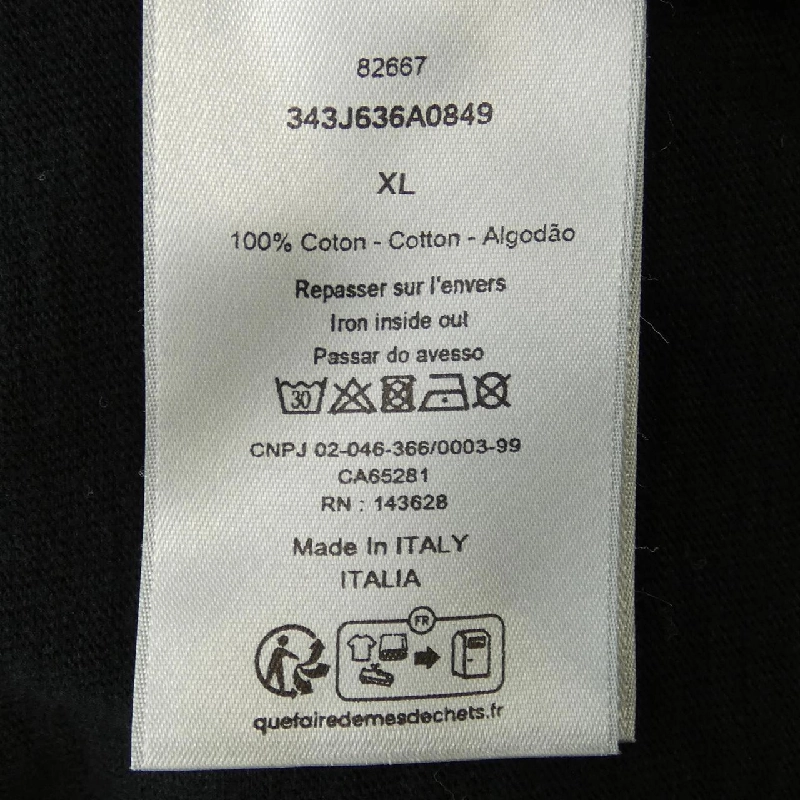 82667
343J636A0849
XL
100% Coton - Cotton - Algodão
Repasser sur l'envers
Iron inside out
Passar do avesso
30
CNPJ 02-046-366/0003-99
CA65281
RN : 143628
Made In ITALY
ITALIA
FR
quefairedemesdechets.fr